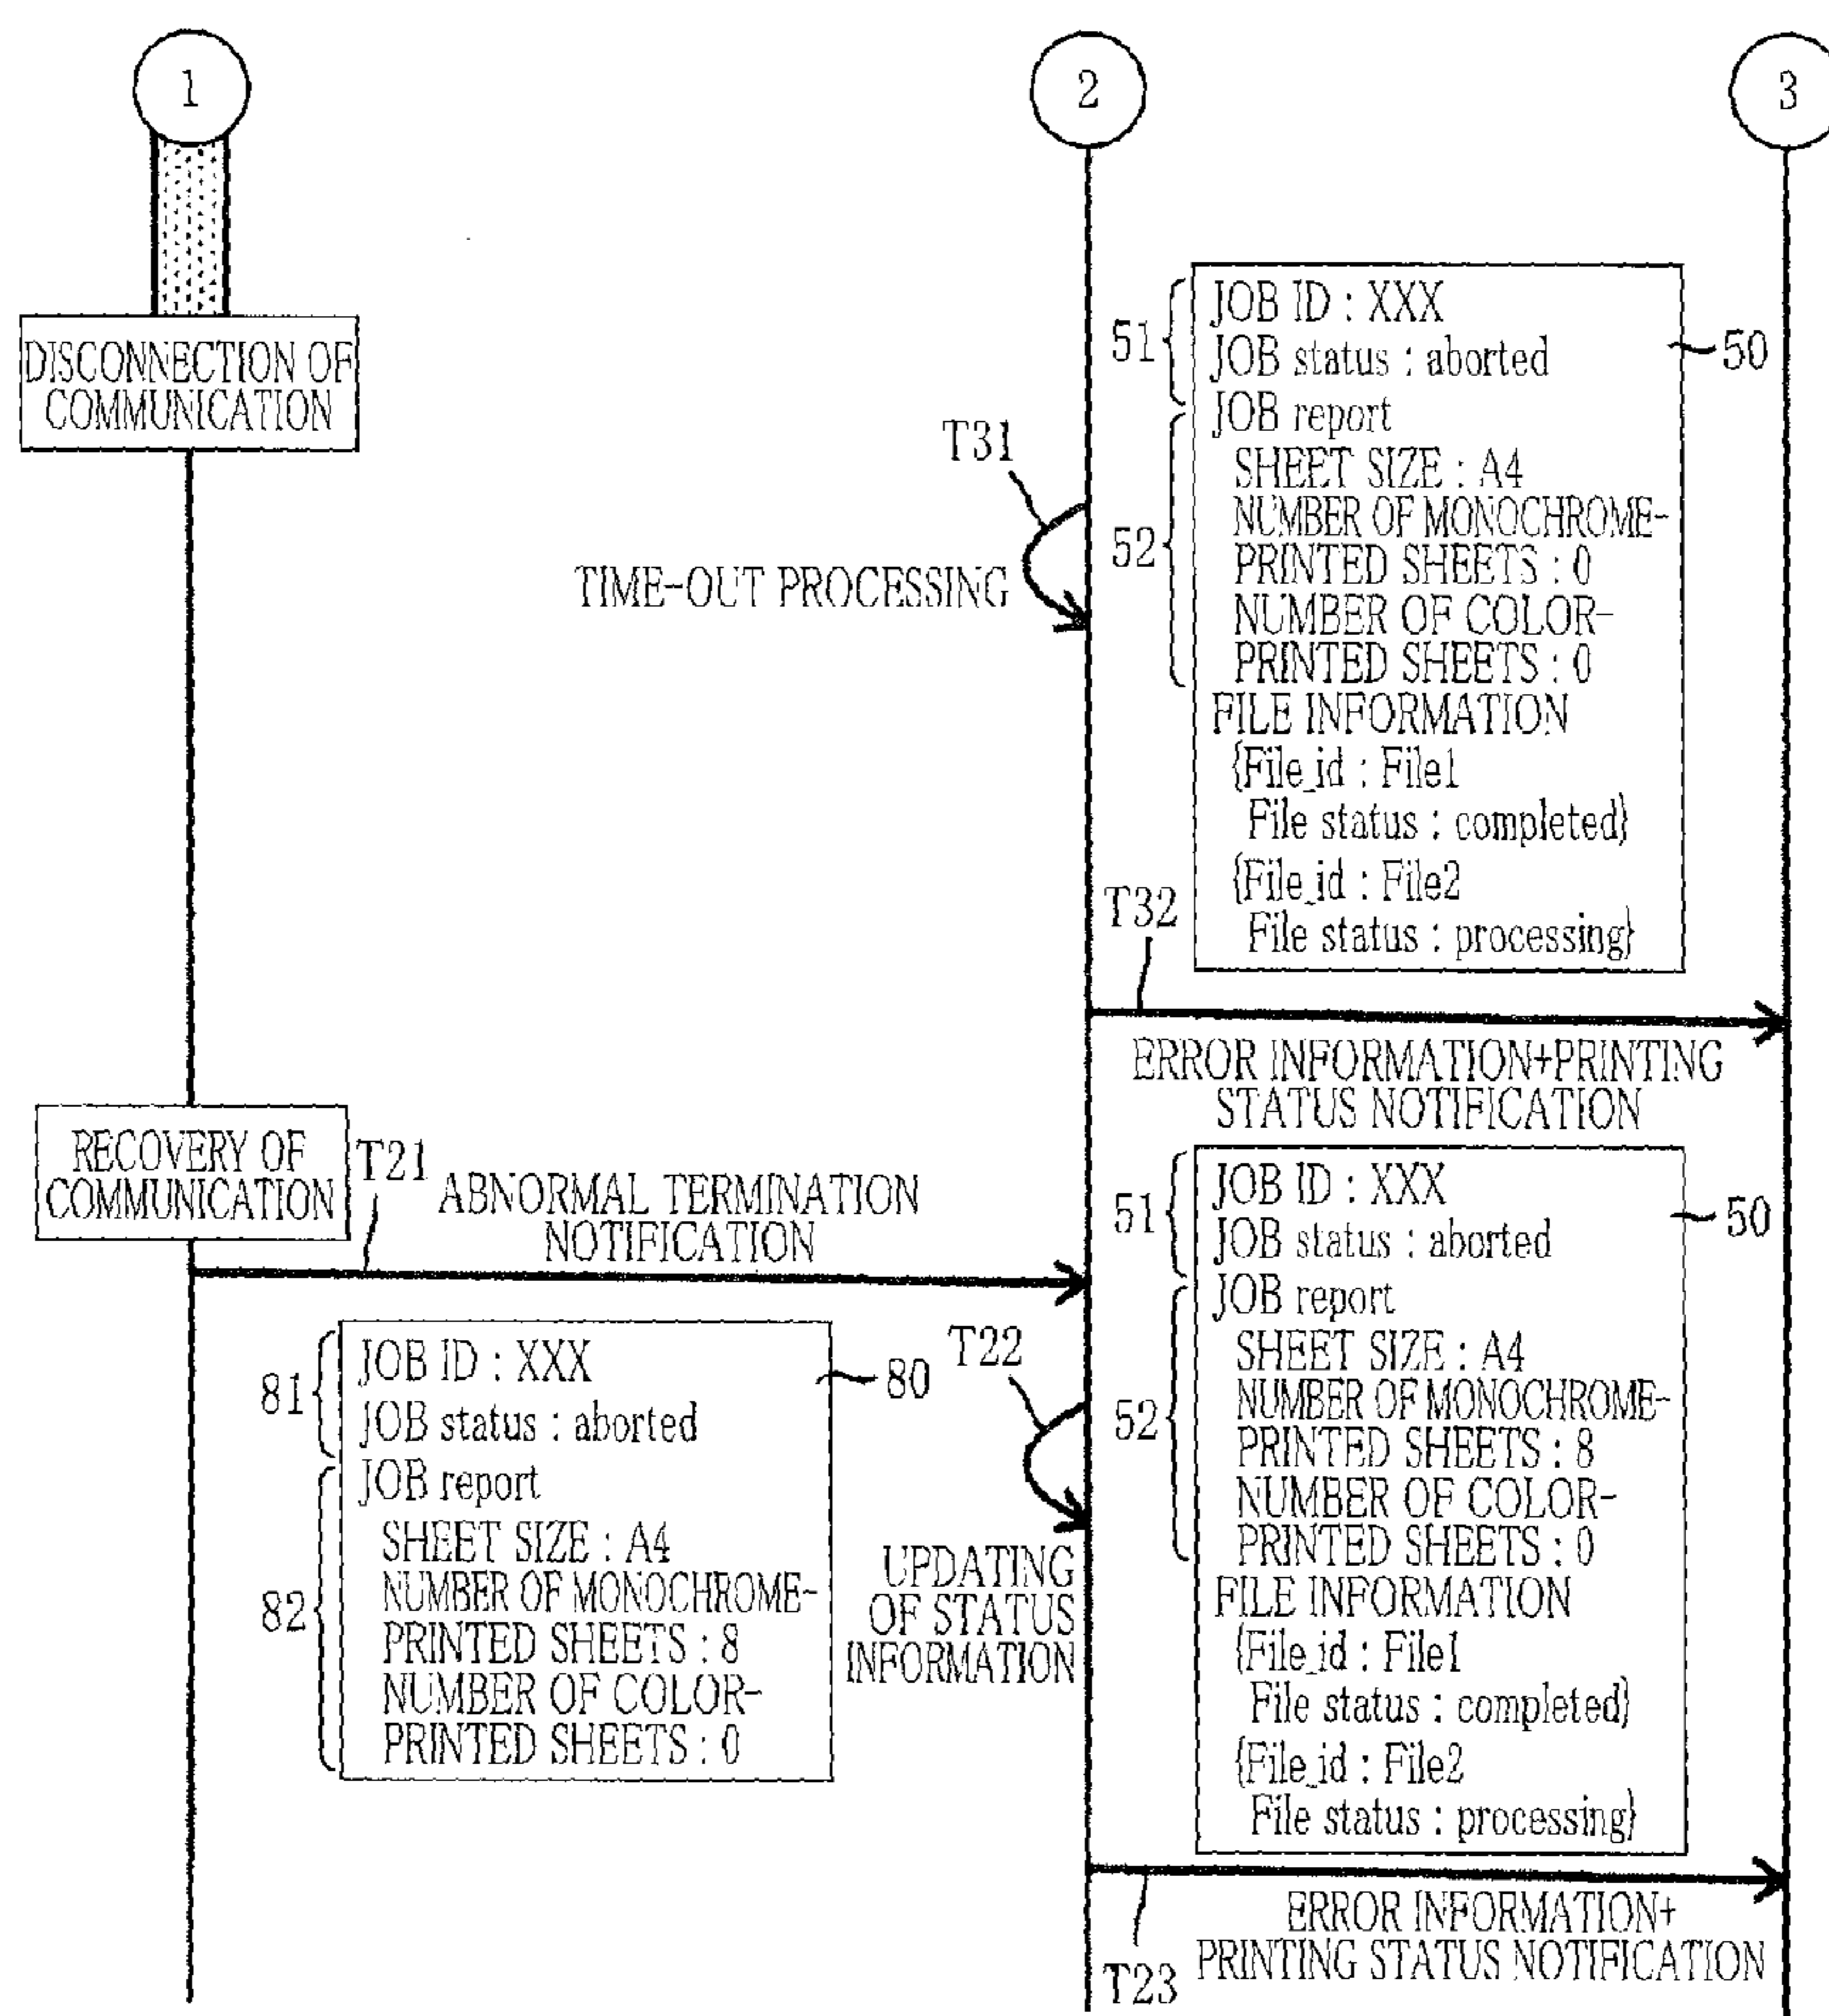 1
2
3
DISCONNECTION OF
COMMUNICATION
51
JOB ID : XXX
JOB status : aborted
50
52
JOB report
SHEET SIZE : A4
NUMBER OF MONOCHROME-
PRINTED SHEETS : 0
NUMBER OF COLOR-
PRINTED SHEETS : 0
FILE INFORMATION
{File_id : File1
File status : completed}
{File_id : File2
File status : processing}
T31
TIME-OUT PROCESSING
T32
ERROR INFORMATION+PRINTING
STATUS NOTIFICATION
RECOVERY OF
COMMUNICATION
T21
ABNORMAL TERMINATION
NOTIFICATION
81
JOB ID : XXX
JOB status : aborted
80
82
JOB report
SHEET SIZE : A4
NUMBER OF MONOCHROME-
PRINTED SHEETS : 8
NUMBER OF COLOR-
PRINTED SHEETS : 0
T22
UPDATING
OF STATUS
INFORMATION
51
JOB ID : XXX
JOB status : aborted
50
52
JOB report
SHEET SIZE : A4
NUMBER OF MONOCHROME-
PRINTED SHEETS : 8
NUMBER OF COLOR-
PRINTED SHEETS : 0
FILE INFORMATION
{File_id : File1
File status : completed}
{File_id : File2
File status : processing}
T23
ERROR INFORMATION+
PRINTING STATUS NOTIFICATION